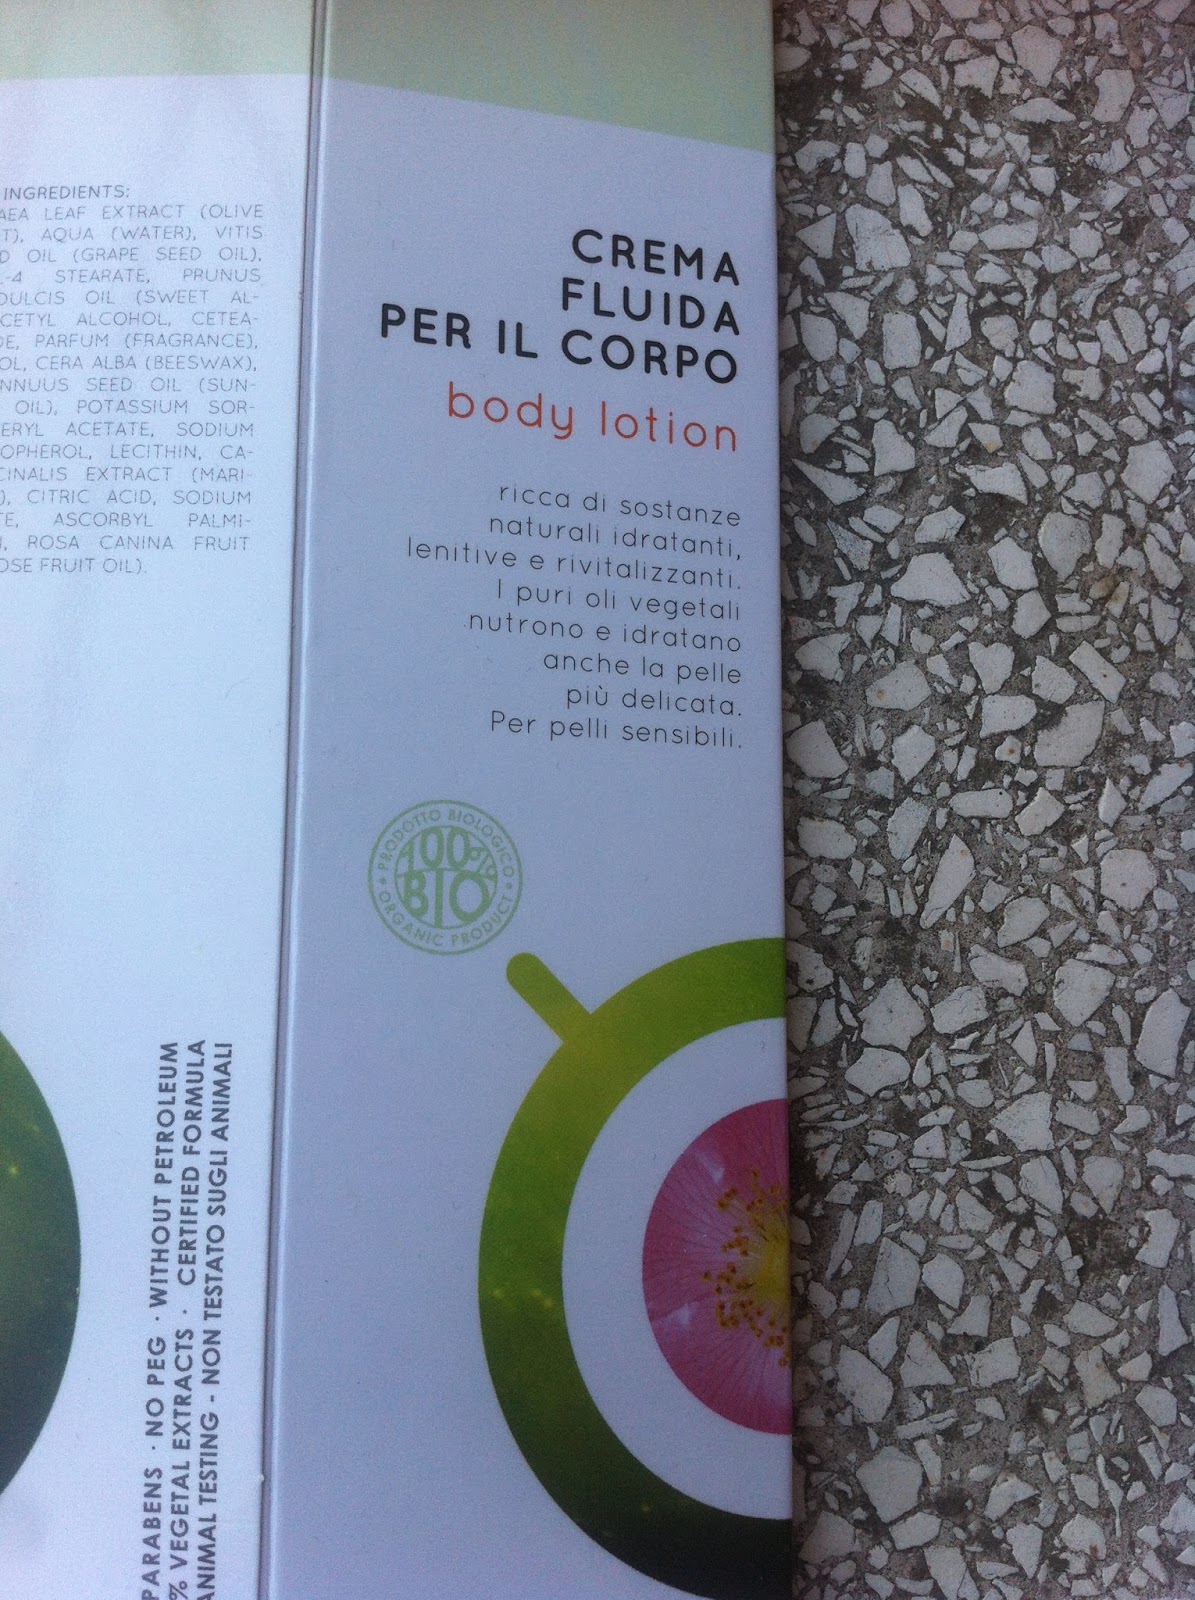 INGREDIENTS:
AEA LEAF EXTRACT (OLIVE
T), AQUA (WATER), VITIS
D OIL (GRAPE SEED OIL),
L-4 STEARATE, PRUNUS
DULCIS OIL (SWEET AL-
CETYL ALCOHOL, CETEA-
DE, PARFUM (FRAGRANCE),
OL, CERA ALBA (BEESWAX),
NNUUS SEED OIL (SUN-
OIL), POTASSIUM SOR-
ERYL ACETATE, SODIUM
OPHEROL, LECITHIN, CA-
CINALIS EXTRACT (MARI-
), CITRIC ACID, SODIUM
TE, ASCORBYL PALMI-
, ROSA CANINA FRUIT
OSE FRUIT OIL).
PARABENS · NO PEG · WITHOUT PETROLEUM
% VEGETAL EXTRACTS · CERTIFIED FORMULA
ANIMAL TESTING - NON TESTATO SUGLI ANIMALI
CREMA
FLUIDA
PER IL CORPO
body lotion
ricca di sostanze
naturali idratanti,
lenitive e rivitalizzanti.
I puri oli vegetali
nutrono e idratano
anche la pelle
più delicata.
Per pelli sensibili.
PRODOTTO BIOLOGICO
100%
BIO
ORGANIC PRODUCT